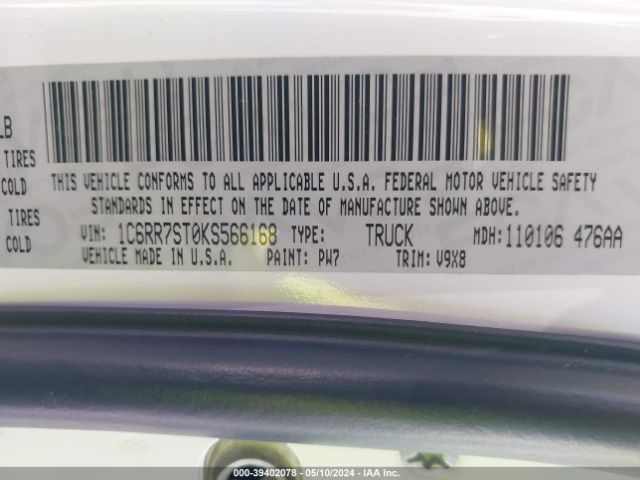 LB
TIRES
COLD THIS VEHICLE CONFORMS TO ALL APPLICABLE U.S.A. FEDERAL MOTOR VEHICLE SAFETY
STANDARDS IN EFFECT ON THE DATE OF MANUFACTURE SHOWN ABOVE.
TIRES
COLD VIN: 1C6RR7ST0KS566168 TYPE: TRUCK MDH:110106 476AA
VEHICLE MADE IN U.S.A. PAINT: PW7 TRIM: V9X8
000-39402078 - 05/10/2024 - IAA Inc.